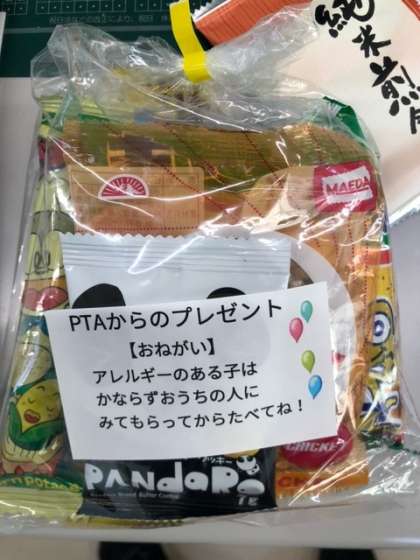 純米煎
MAEDA
PTAからのプレゼント
【おねがい】
アレルギーのある子は
かならずおうちの人に
みてもらってからたべてね！
CHICKEN
PANDARO